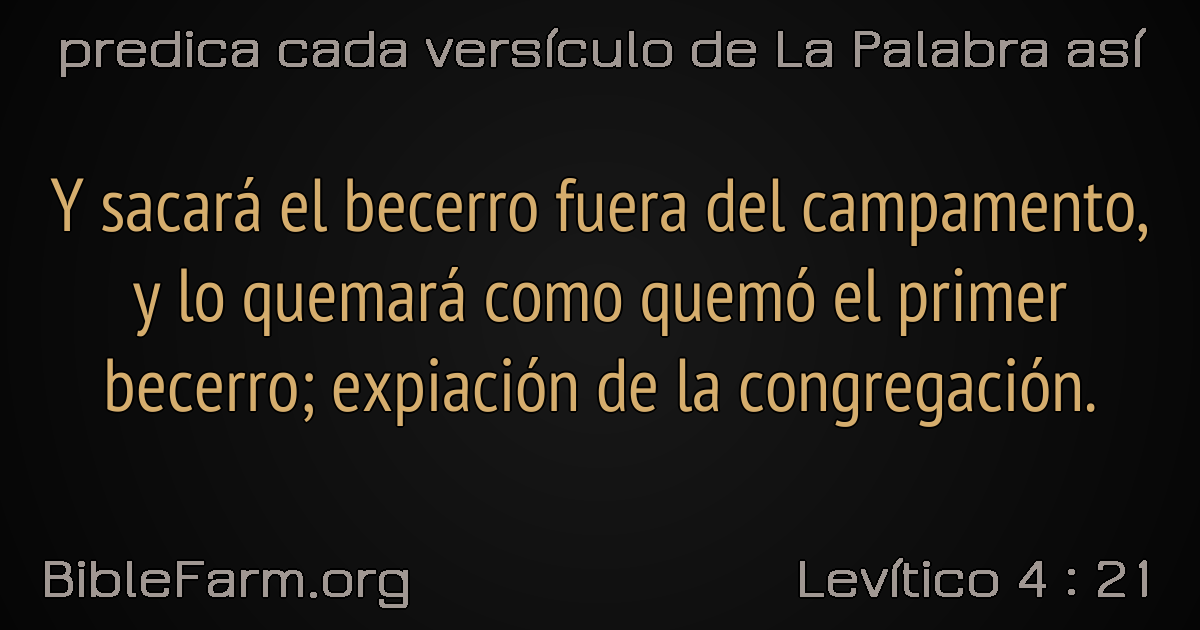 predica cada versículo de La Palabra así
Y sacará el becerro fuera del campamento,
y lo quemará como quemó el primer
becerro; expiación de la congregación.
BibleFarm.org
Levítico 4 : 21